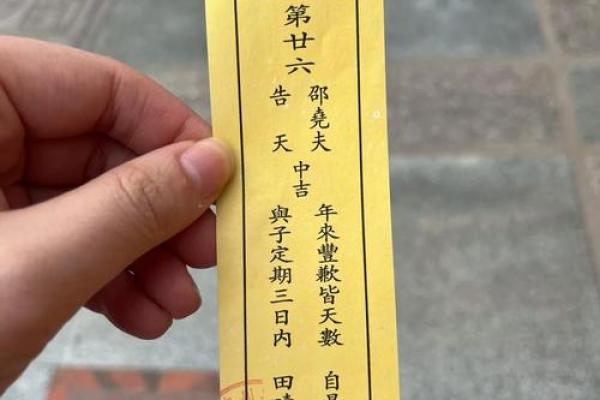 第廿六
邵堯夫
告天
中吉
年來豐歉皆天數 自
與子定期三日內 田